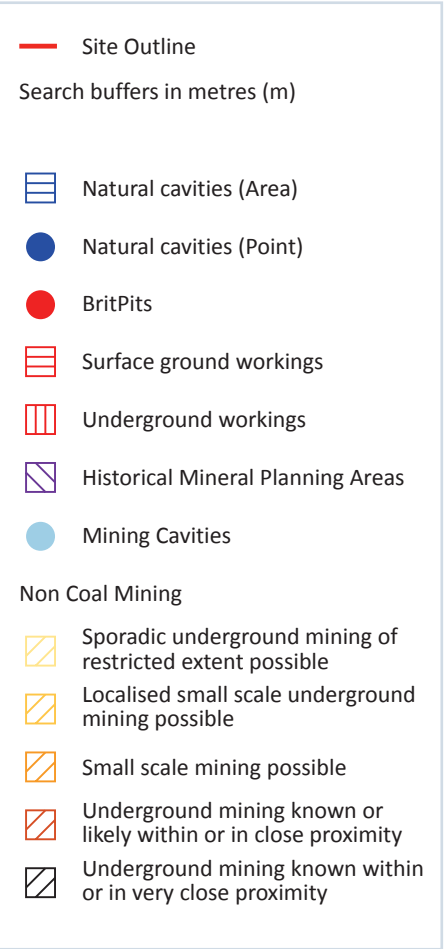 Site Outline
Search buffers in metres (m)
Natural cavities (Area)
Natural cavities (Point)
BritPits
Surface ground workings
Underground workings
Historical Mineral Planning Areas
Mining Cavities
Non Coal Mining
Sporadic underground mining of
restricted extent possible
Localised small scale underground
mining possible
Small scale mining possible
Underground mining known or
likely within or in close proximity
Underground mining known within
or in very close proximity